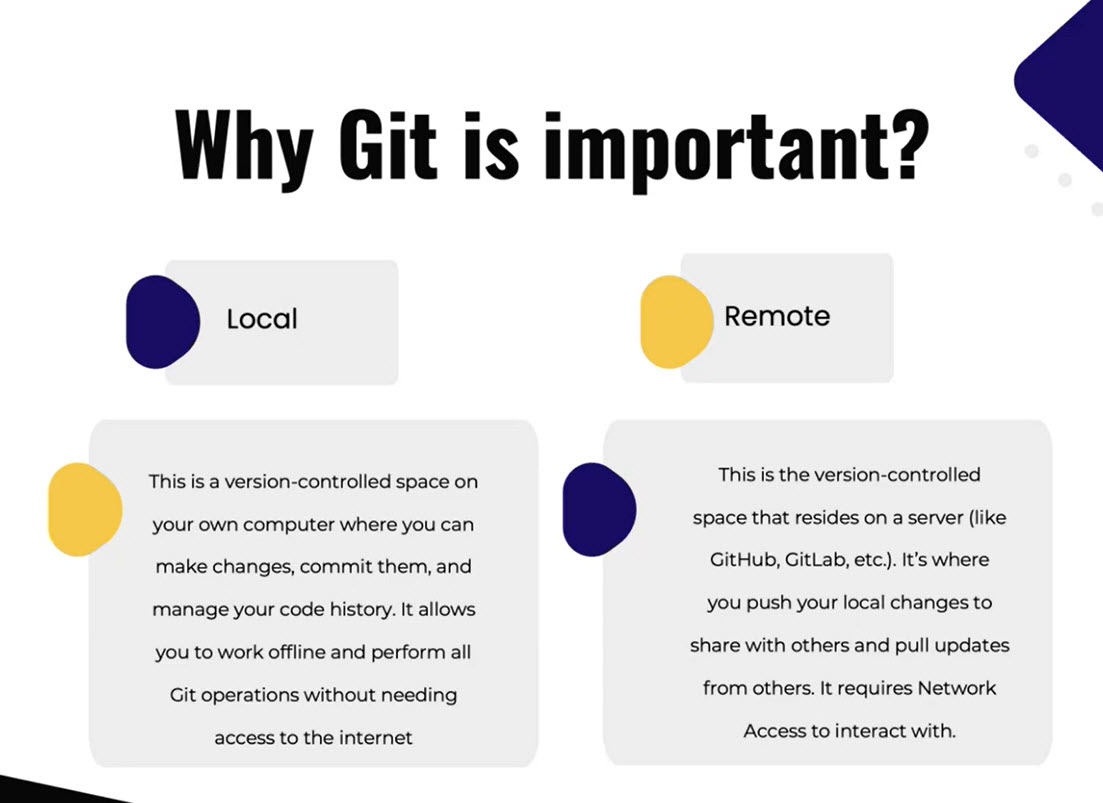 Why Git is important?
Local
Remote
This is a version-controlled space on
your own computer where you can
make changes, commit them, and
manage your code history. It allows
you to work offline and perform all
Git operations without needing
access to the internet
This is the version-controlled
space that resides on a server (like
GitHub, GitLab, etc.). It’s where
you push your local changes to
share with others and pull updates
from others. It requires Network
Access to interact with.